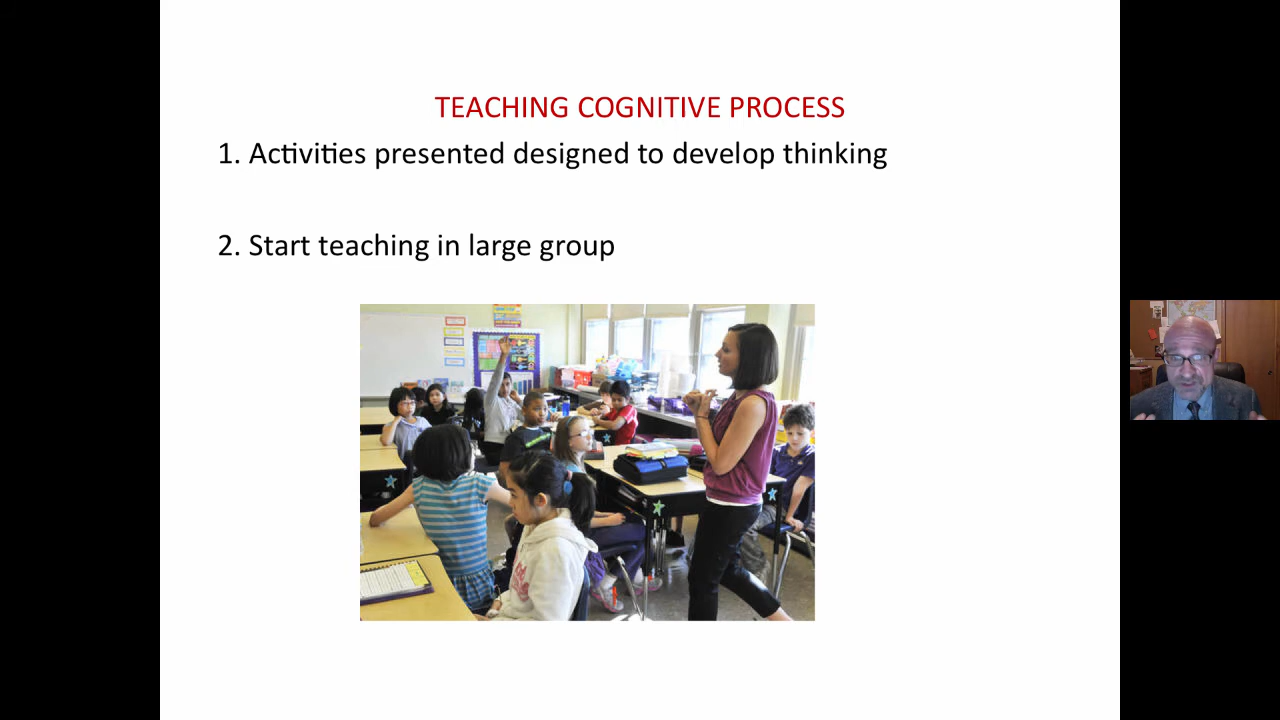 TEACHING COGNITIVE PROCESS
1. Activities presented designed to develop thinking
2. Start teaching in large group